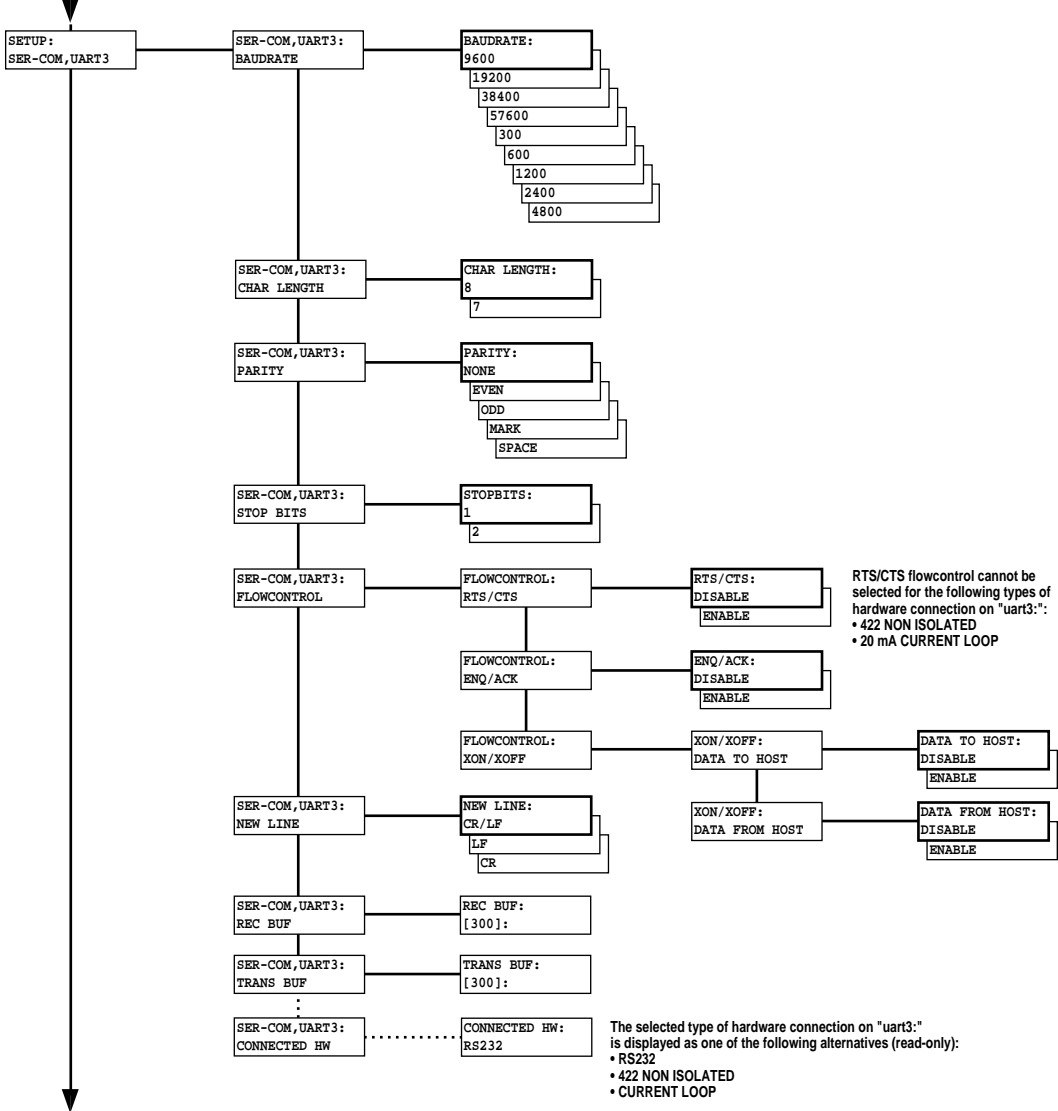 SETUP:
SER-COM,UART3
SER-COM,UART3:
BAUDRATE
BAUDRATE:
9600
19200
38400
57600
300
600
1200
2400
4800
SER-COM,UART3:
CHAR LENGTH
CHAR LENGTH:
8
7
SER-COM,UART3:
PARITY
PARITY:
NONE
EVEN
ODD
MARK
SPACE
SER-COM,UART3:
STOP BITS
STOPBITS:
1
2
SER-COM,UART3:
FLOWCONTROL
FLOWCONTROL:
RTS/CTS
RTS/CTS:
DISABLE
ENABLE
RTS/CTS flowcontrol cannot be
selected for the following types of
hardware connection on "uart3:":
• 422 NON ISOLATED
• 20 mA CURRENT LOOP
FLOWCONTROL:
ENQ/ACK
ENQ/ACK:
DISABLE
ENABLE
FLOWCONTROL:
XON/XOFF
XON/XOFF:
DATA TO HOST
DATA TO HOST:
DISABLE
ENABLE
XON/XOFF:
DATA FROM HOST
DATA FROM HOST:
DISABLE
ENABLE
SER-COM,UART3:
NEW LINE
NEW LINE:
CR/LF
LF
CR
SER-COM,UART3:
REC BUF
REC BUF:
[300]:
SER-COM,UART3:
TRANS BUF
TRANS BUF:
[300]:
SER-COM,UART3:
CONNECTED HW
CONNECTED HW:
RS232
The selected type of hardware connection on "uart3:"
is displayed as one of the following alternatives (read-only):
• RS232
• 422 NON ISOLATED
• CURRENT LOOP